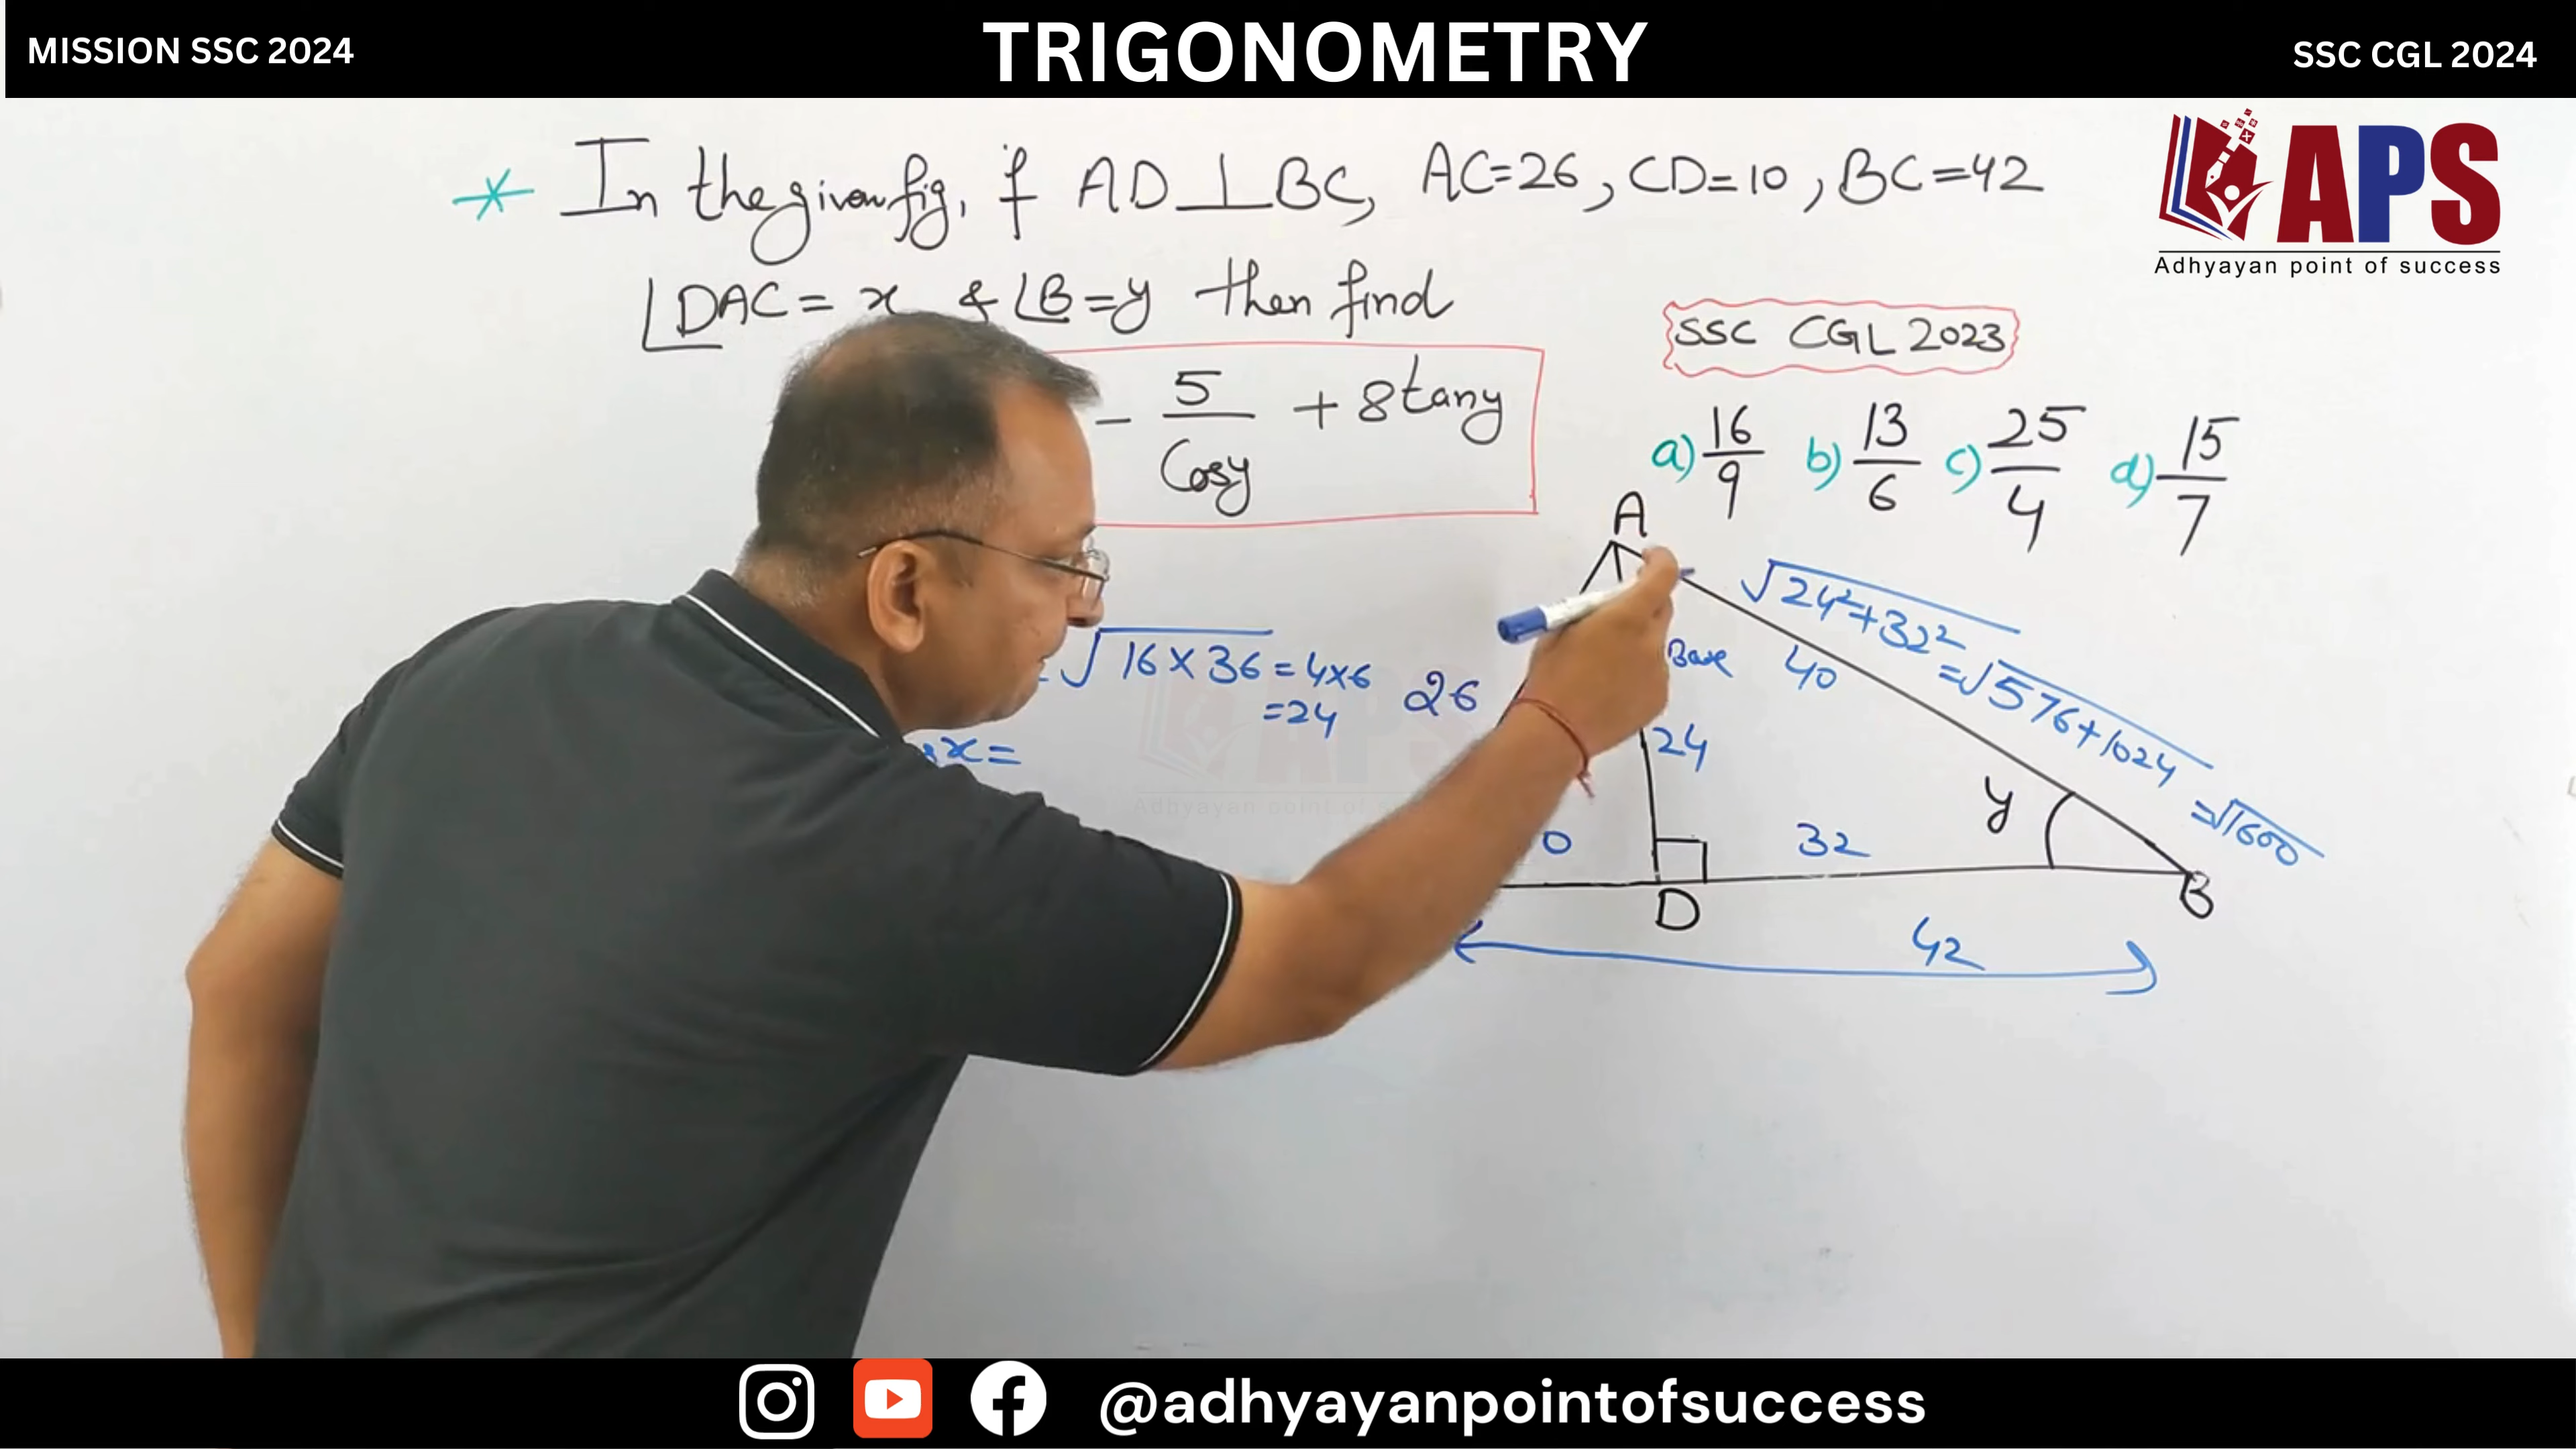 MISSION SSC 2024
TRIGONOMETRY
SSC CGL 2024
APS
Adhyayan point of success
* In the given fig, if AD⊥BC, AC=26, CD=10, BC=42
∠DAC = x & ∠B=y then find
SSC CGL 2023
- 5/Cosy + 8tany
a) 16/9 b) 13/6 c) 25/4 d) 15/7
A
√24²+32²
=√576+1024
=√1600
√16×36 = 4×6
=24
26
Base
40
x=
24
y
0
32
D
B
42
@adhyayanpointofsuccess